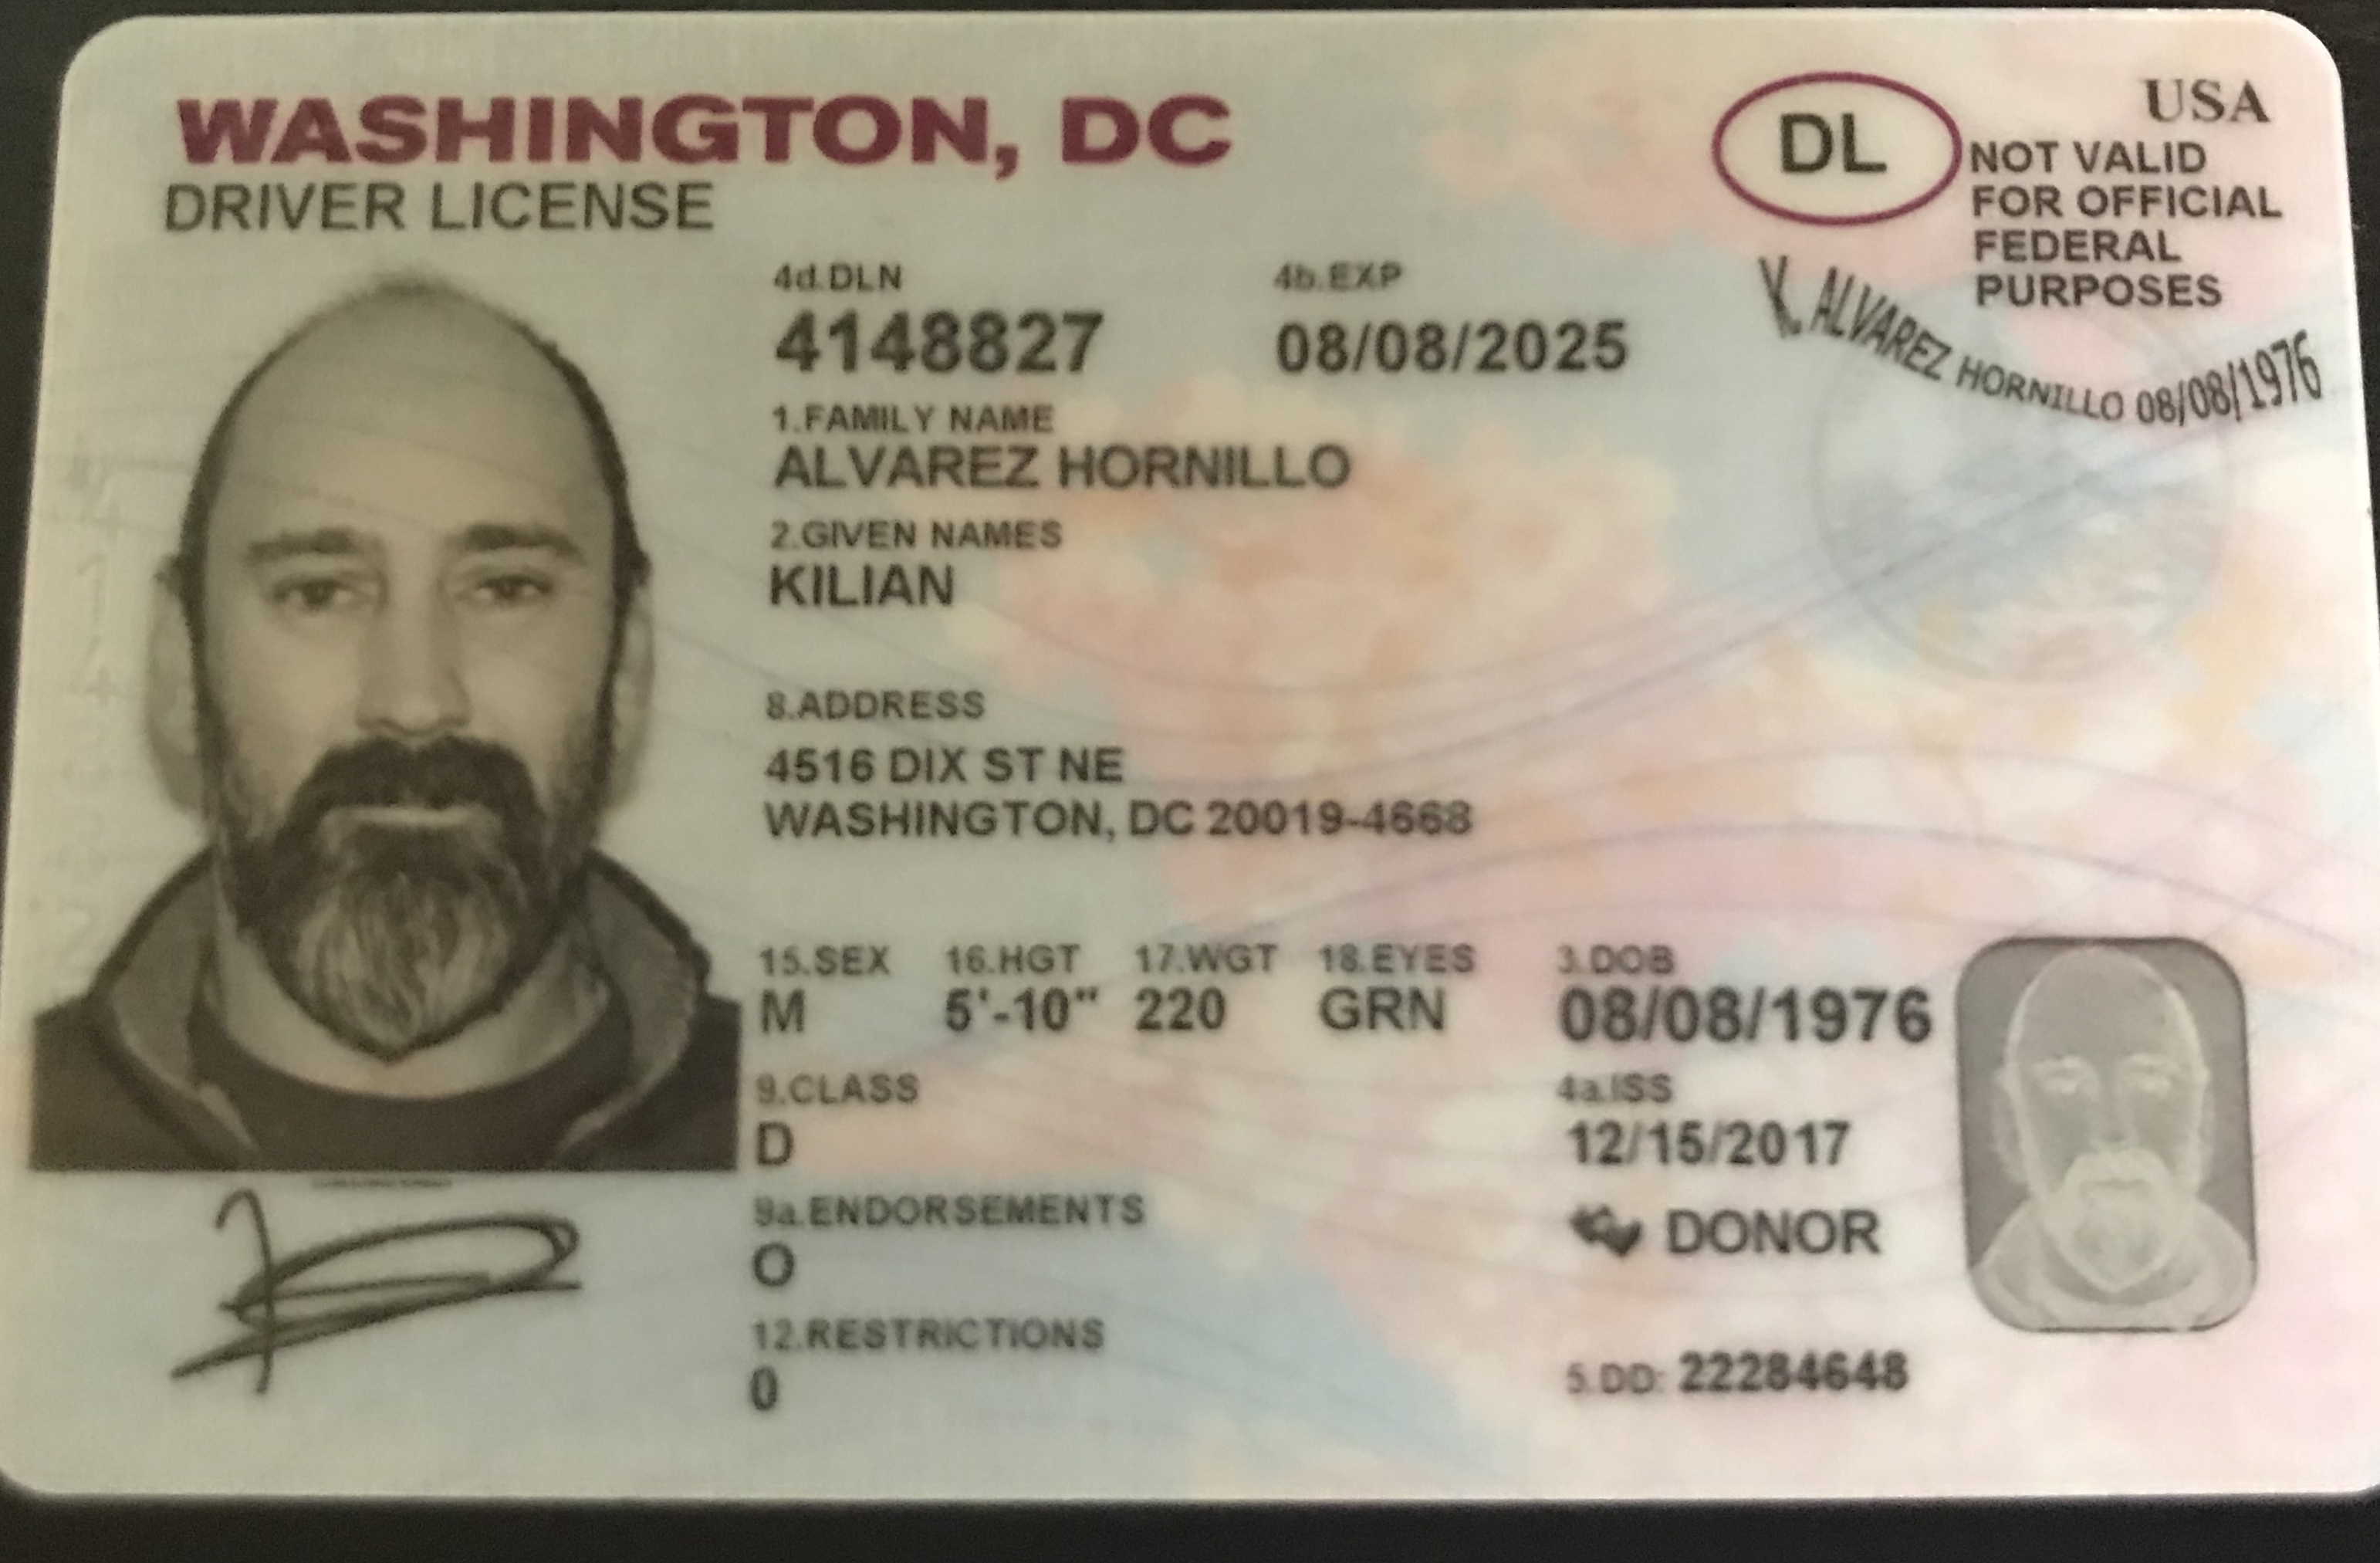 WASHINGTON, DC
DRIVER LICENSE
DL
USA
NOT VALID
FOR OFFICIAL
FEDERAL
PURPOSES
K. ALVAREZ HORNILLO 08/08/1976
4d.DLN
4148827
4b.EXP
08/08/2025
1.FAMILY NAME
ALVAREZ HORNILLO
2.GIVEN NAMES
KILIAN
8.ADDRESS
4516 DIX ST NE
WASHINGTON, DC 20019-4668
15.SEX 16.HGT 17.WGT 18.EYES 3.DOB
M 5'-10" 220 GRN 08/08/1976
9.CLASS
D
4a.ISS
12/15/2017
9a.ENDORSEMENTS
O
DONOR
12.RESTRICTIONS
0
5.DD: 22284648